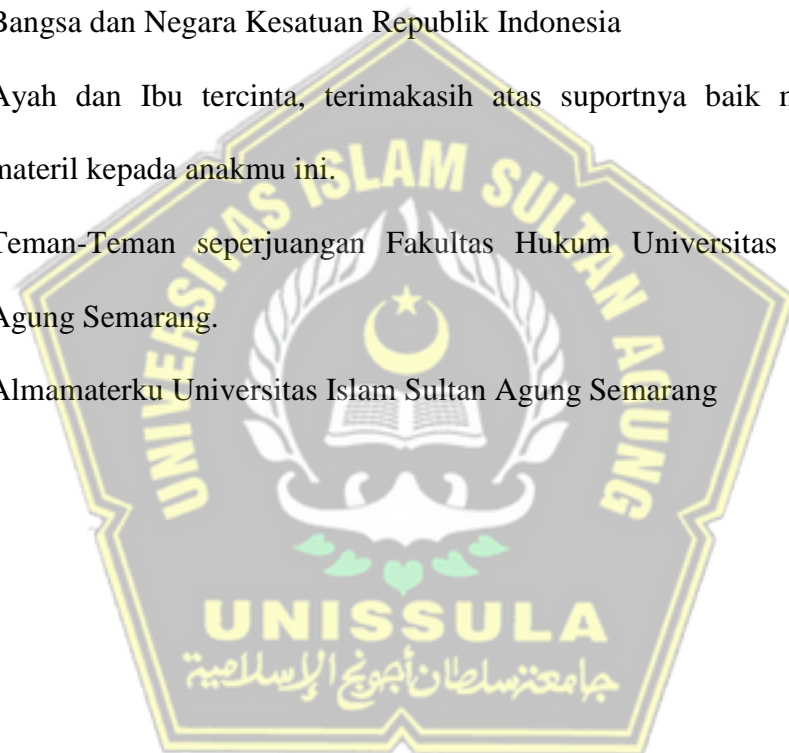 Bangsa dan Negara Kesatuan Republik Indonesia
Ayah dan Ibu tercinta, terimakasih atas suportnya baik
materil kepada anakmu ini.
Teman-Teman seperjuangan Fakultas Hukum Universitas
Agung Semarang.
Almamaterku Universitas Islam Sultan Agung Semarang
UNIVERSITAS ISLAM SULTAN AGUNG
UNISSULA
جامعتنسلطان أجونج الإسلامية